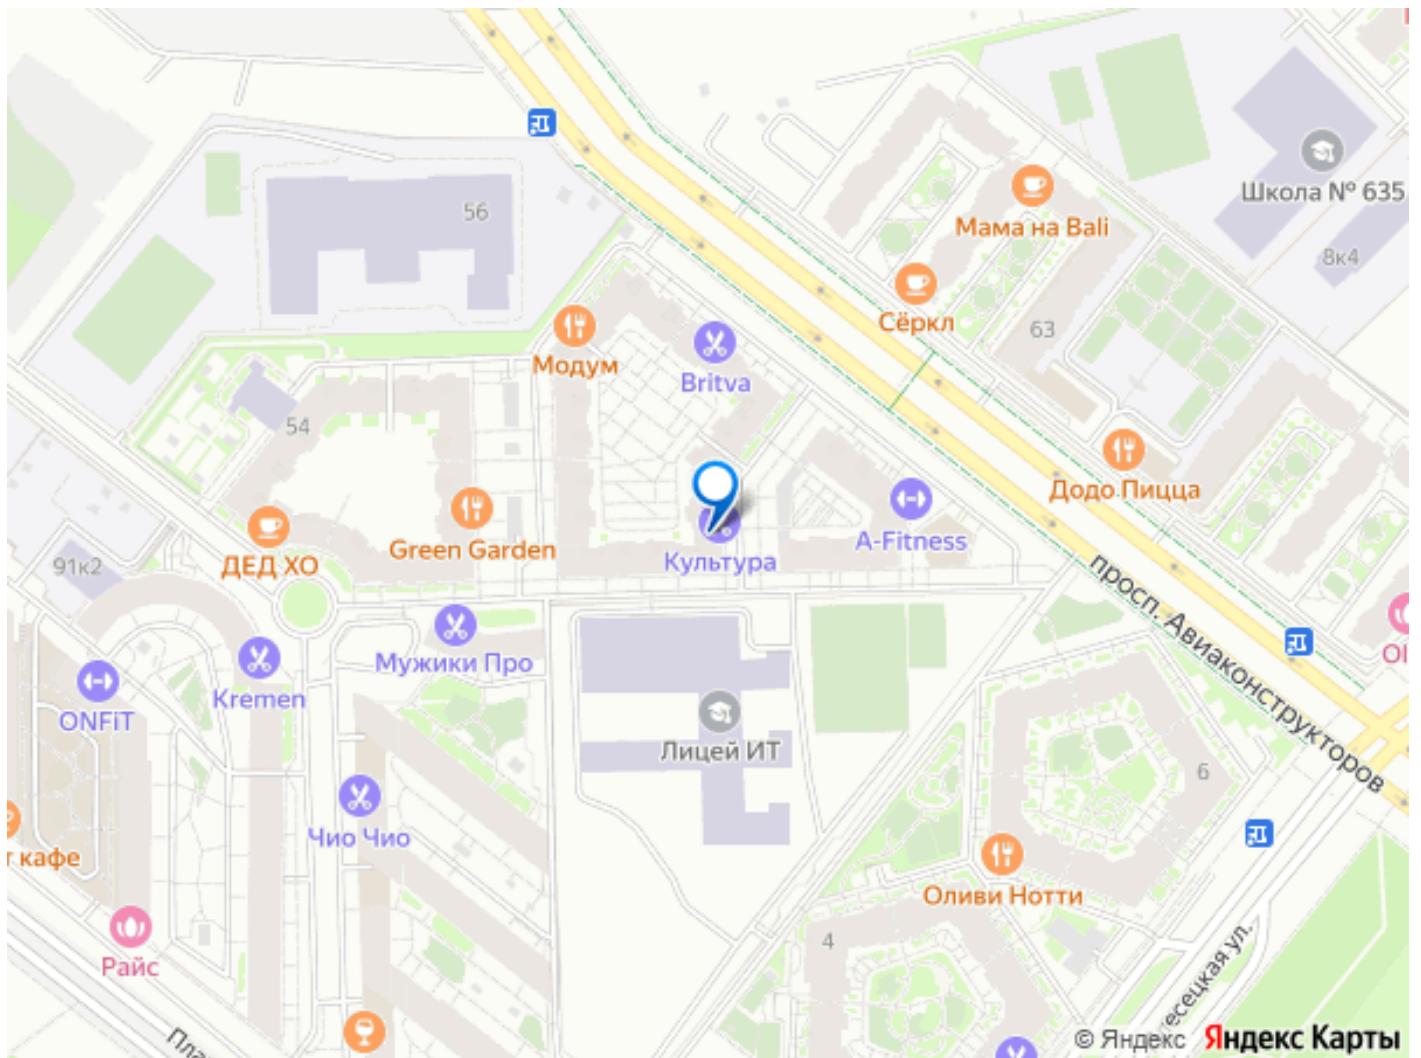 56
Школа № 635
Мама на Bali
8к4
Сёркл
63
Модум
Britva
54
Додо Пицца
Green Garden
A-Fitness
ДЕД ХО
Культура
91к2
просп. Авиаконструкторов
Мужики Про
Kremen
ONFiT
Лицей ИТ
6
Чио Чио
кафе
Оливи Нотти
4
Райс
© Яндекс
Яндекс Карты